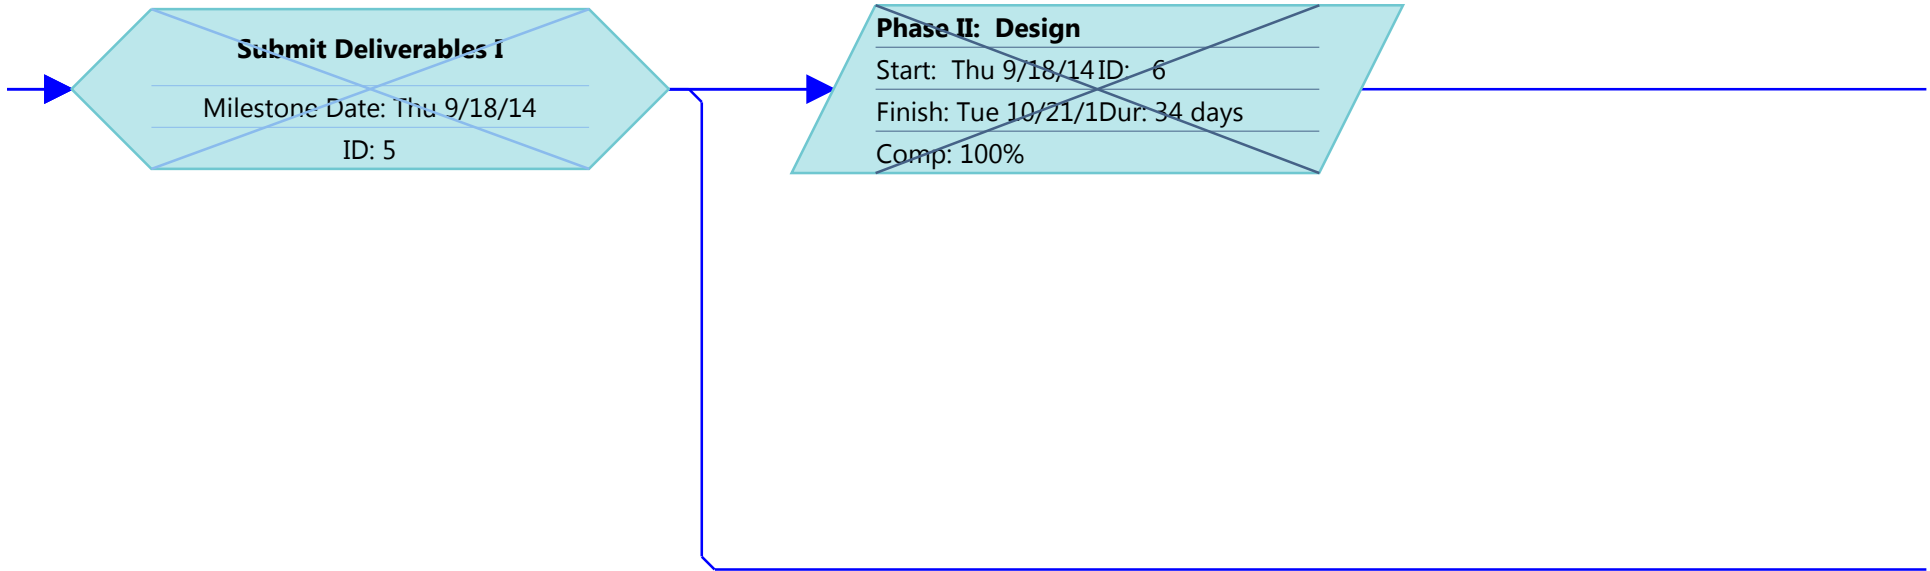 Submit Deliverables I
Milestone Date: Thu 9/18/14
ID: 5
Phase II:  Design
Start:  Thu 9/18/14 ID:   6
Finish: Tue 10/21/1 Dur: 34 days
Comp: 100%